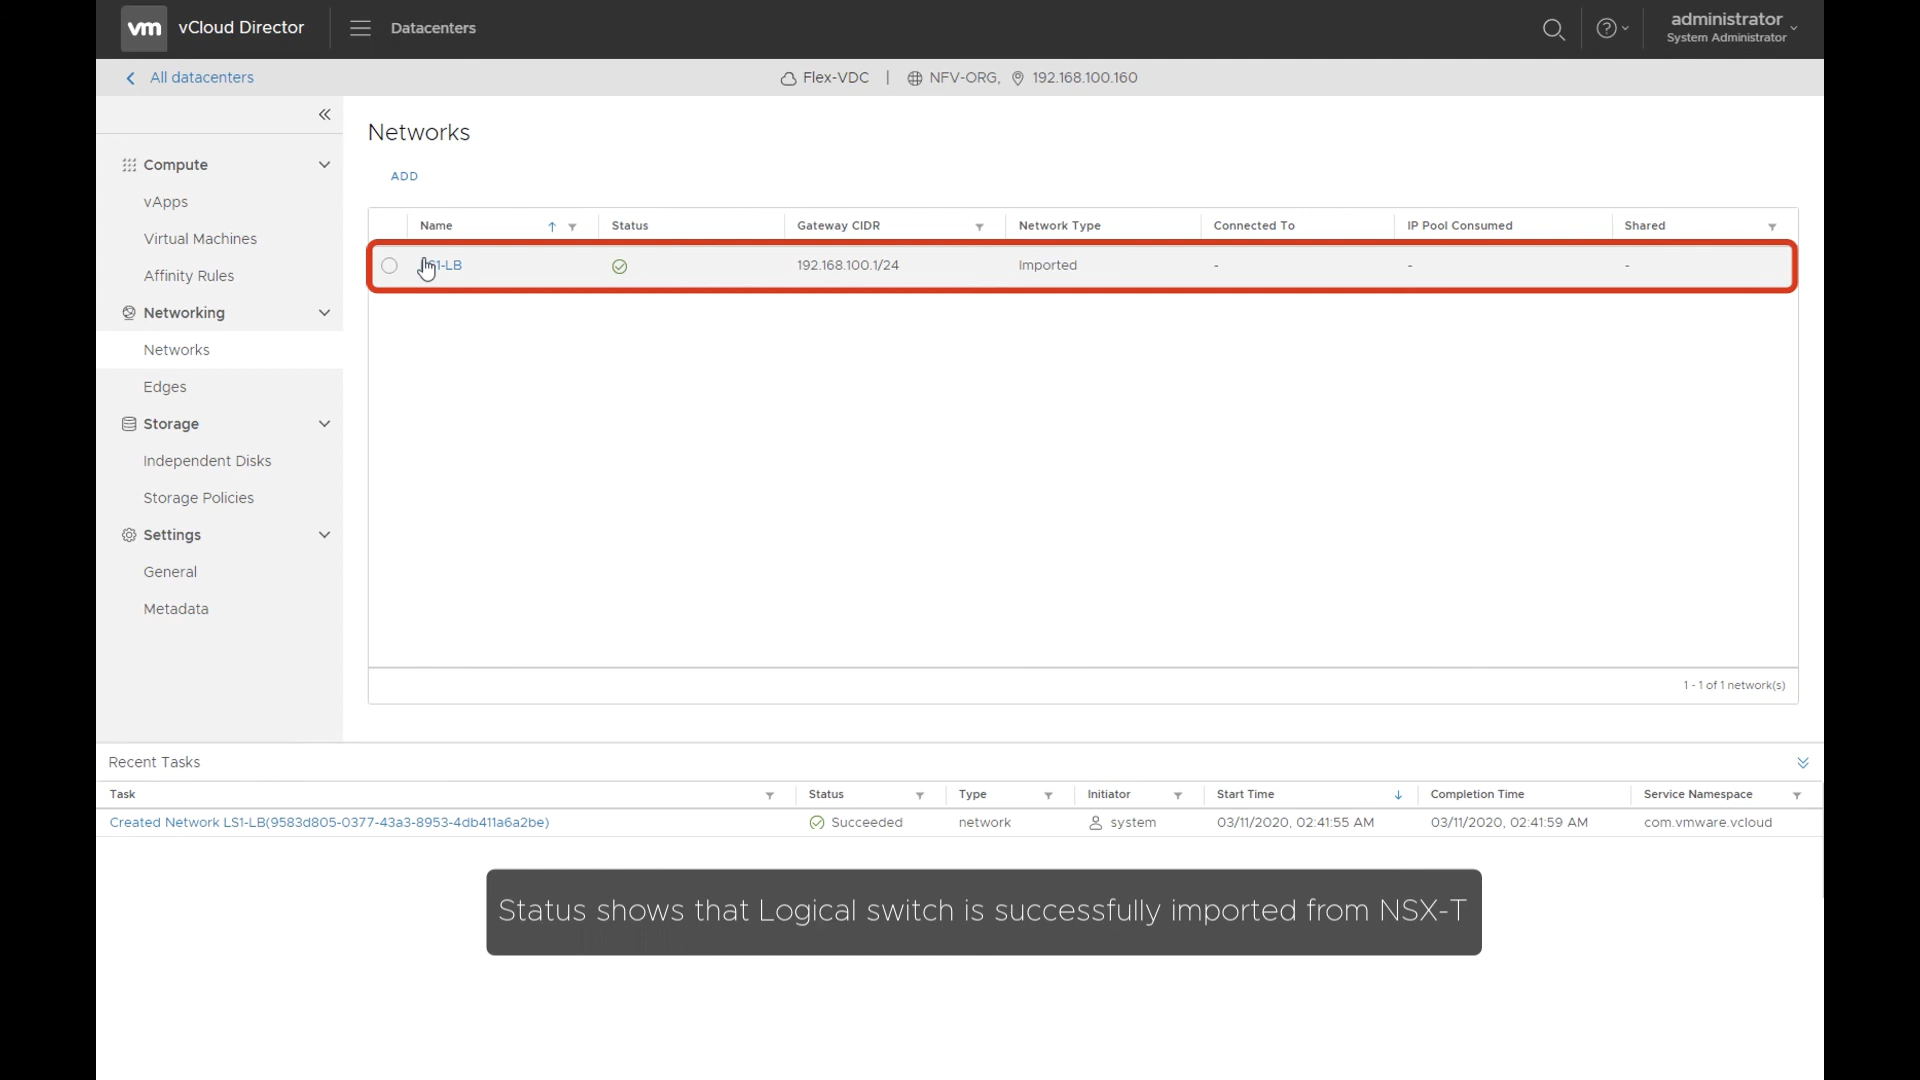 vm vCloud Director Datacenters administrator
System Administrator
All datacenters Flex-VDC | NFV-ORG, 192.168.100.160
Networks
ADD
Compute
vApps
Virtual Machines
Affinity Rules
Networking
Networks
Edges
Storage
Independent Disks
Storage Policies
Settings
General
Metadata
Name Status Gateway CIDR Network Type Connected To IP Pool Consumed Shared
S1-LB 192.168.100.1/24 Imported - - -
1 - 1 of 1 network(s)
Recent Tasks
Task Status Type Initiator Start Time Completion Time Service Namespace
Created Network LS1-LB(9583d805-0377-43a3-8953-4db411a6a2be) Succeeded network system 03/11/2020, 02:41:55 AM 03/11/2020, 02:41:59 AM com.vmware.vcloud
Status shows that Logical switch is successfully imported from NSX-T